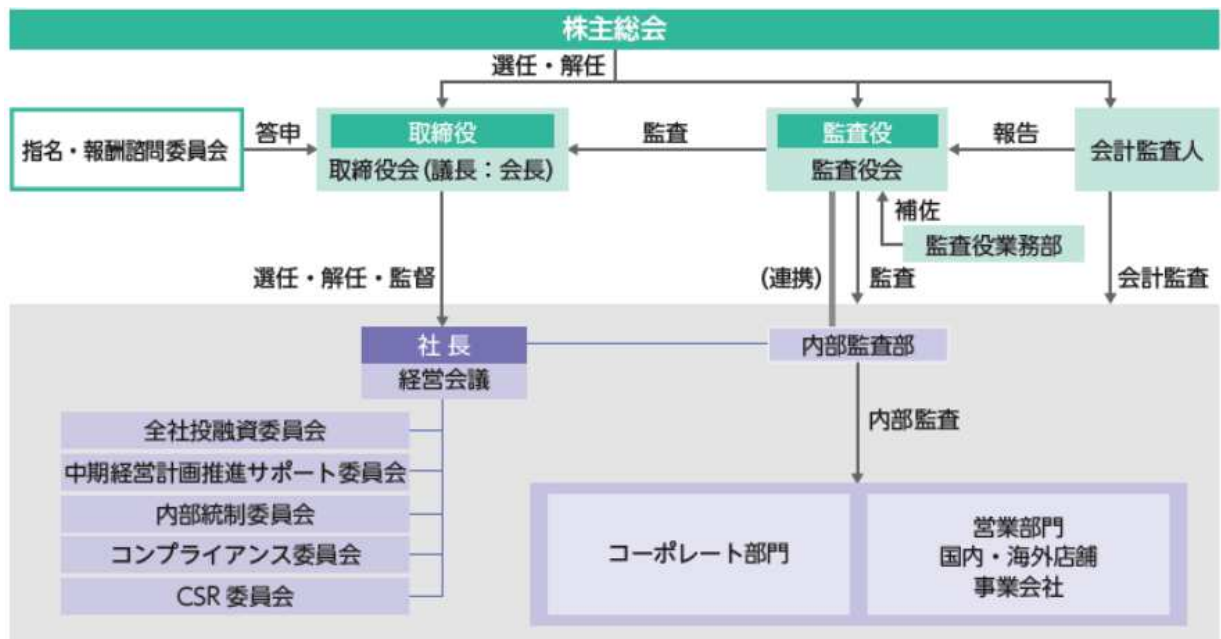 株主総会
選任・解任
指名・報酬諮問委員会
答申
取締役
取締役会(議長：会長)
監査
監査役
監査役会
報告
会計監査人
補佐
監査役業務部
選任・解任・監督
(連携)
監査
会計監査
社長
経営会議
内部監査部
内部監査
全社投融資委員会
中期経営計画推進サポート委員会
内部統制委員会
コンプライアンス委員会
CSR 委員会
コーポレート部門
営業部門
国内・海外店舗
事業会社